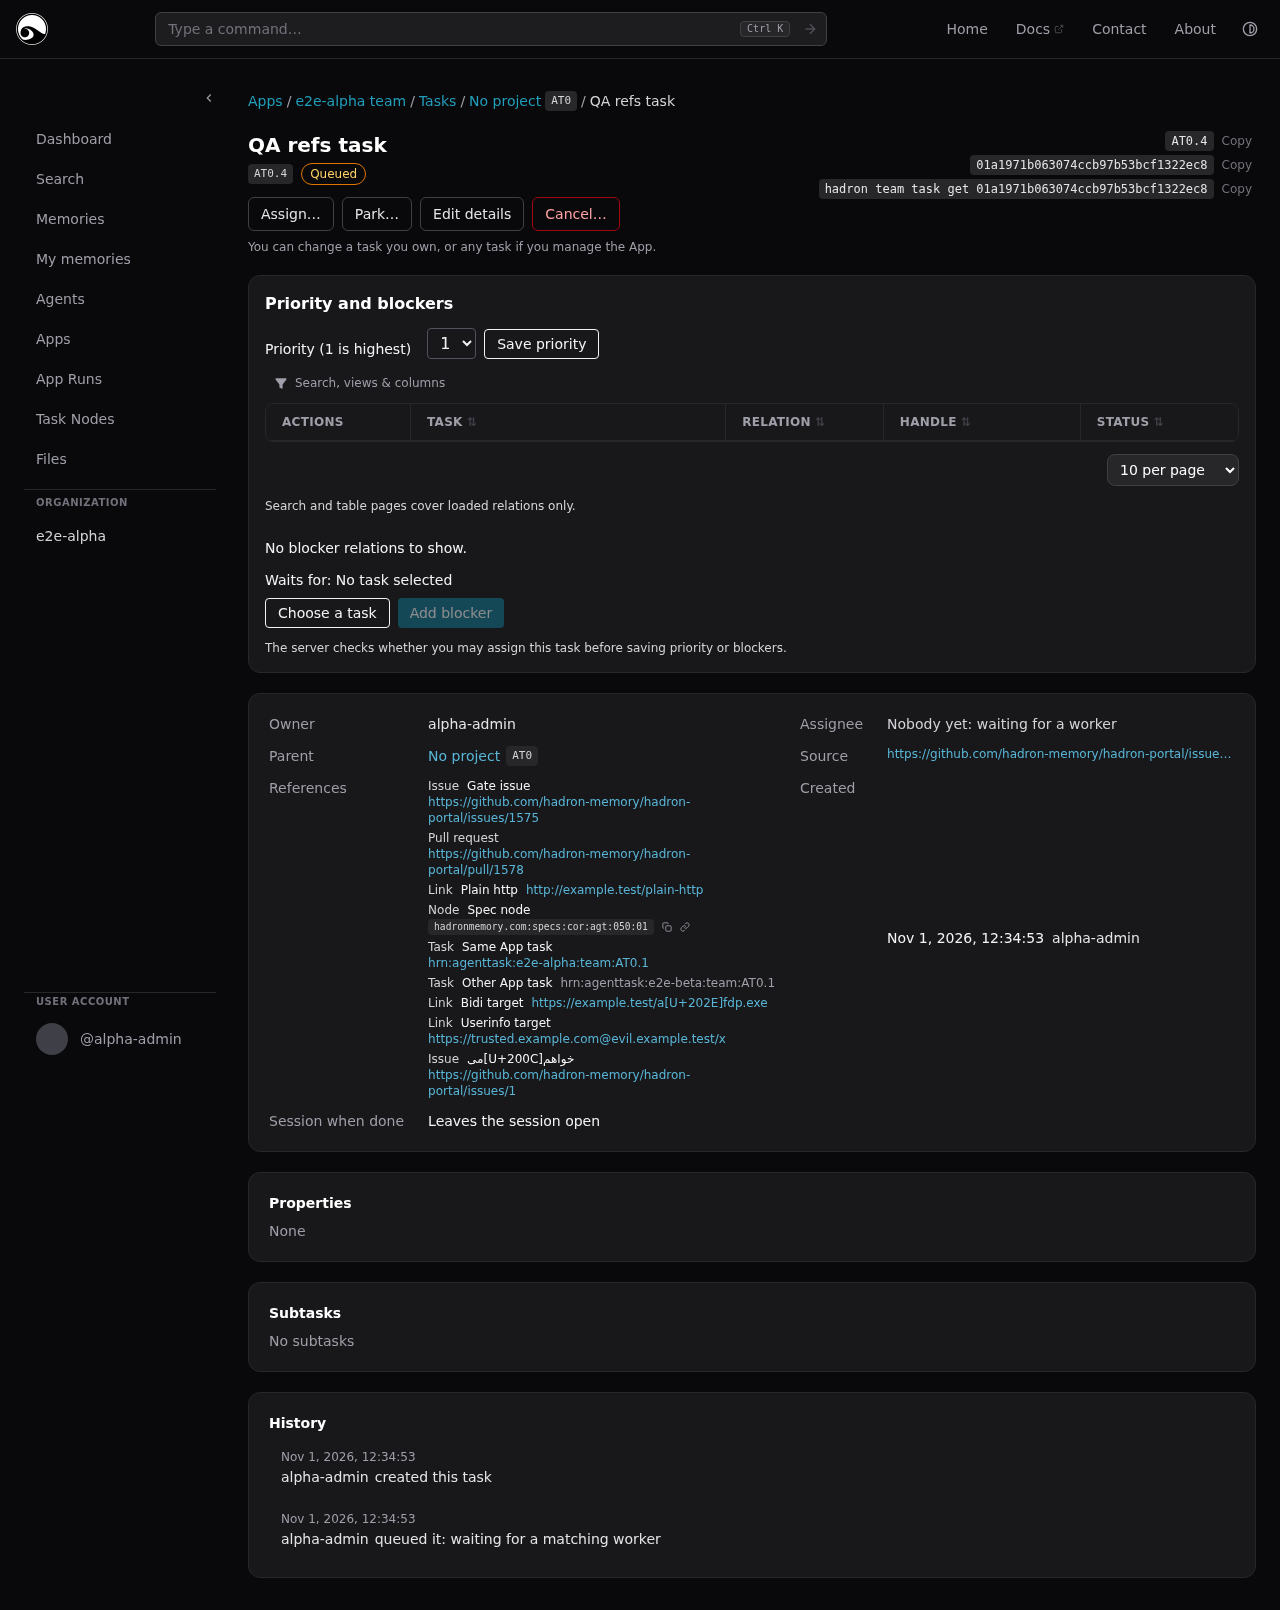 Type a command...
Ctrl K
Home
Docs
Contact
About
Dashboard
Search
Memories
My memories
Agents
Apps
App Runs
Task Nodes
Files
ORGANIZATION
e2e-alpha
USER ACCOUNT
@alpha-admin
Apps / e2e-alpha team / Tasks / No project AT0 / QA refs task
QA refs task
AT0.4 Queued
AT0.4 Copy
01a1971b063074ccb97b53bcf1322ec8 Copy
hadron team task get 01a1971b063074ccb97b53bcf1322ec8 Copy
Assign... Park... Edit details Cancel...
You can change a task you own, or any task if you manage the App.
Priority and blockers
Priority (1 is highest) 1 Save priority
Search, views & columns
ACTIONS TASK RELATION HANDLE STATUS
10 per page
Search and table pages cover loaded relations only.
No blocker relations to show.
Waits for: No task selected
Choose a task Add blocker
The server checks whether you may assign this task before saving priority or blockers.
Owner alpha-admin
Assignee Nobody yet: waiting for a worker
Parent No project AT0
Source https://github.com/hadron-memory/hadron-portal/issue...
References
Issue Gate issue
https://github.com/hadron-memory/hadron-
portal/issues/1575
Pull request
https://github.com/hadron-memory/hadron-
portal/pull/1578
Link Plain http http://example.test/plain-http
Node Spec node
hadronmemory.com:specs:cor:agt:050:01
Task Same App task
hrn:agenttask:e2e-alpha:team:AT0.1
Task Other App task hrn:agenttask:e2e-beta:team:AT0.1
Link Bidi target https://example.test/a[U+202E]fdp.exe
Link Userinfo target
https://trusted.example.com@evil.example.test/x
Issue می[U+200C]خواهم
https://github.com/hadron-memory/hadron-
portal/issues/1
Created
Nov 1, 2026, 12:34:53 alpha-admin
Session when done Leaves the session open
Properties
None
Subtasks
No subtasks
History
Nov 1, 2026, 12:34:53
alpha-admin created this task
Nov 1, 2026, 12:34:53
alpha-admin queued it: waiting for a matching worker